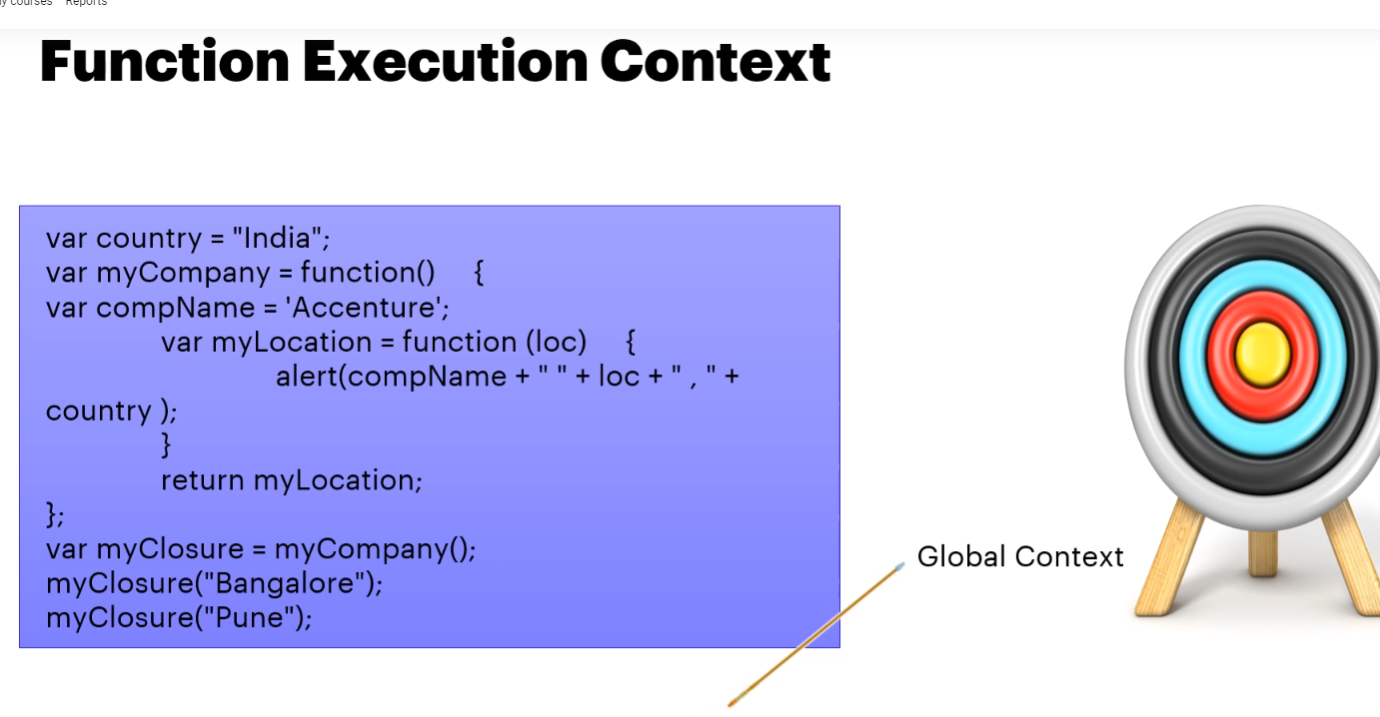 courses Reports
Function Execution Context
var country = "India";
var myCompany = function() {
var compName = 'Accenture';
var myLocation = function (loc) {
alert(compName + " " + loc + " , " +
country );
}
return myLocation;
};
var myClosure = myCompany();
myClosure("Bangalore");
myClosure("Pune");
Global Context